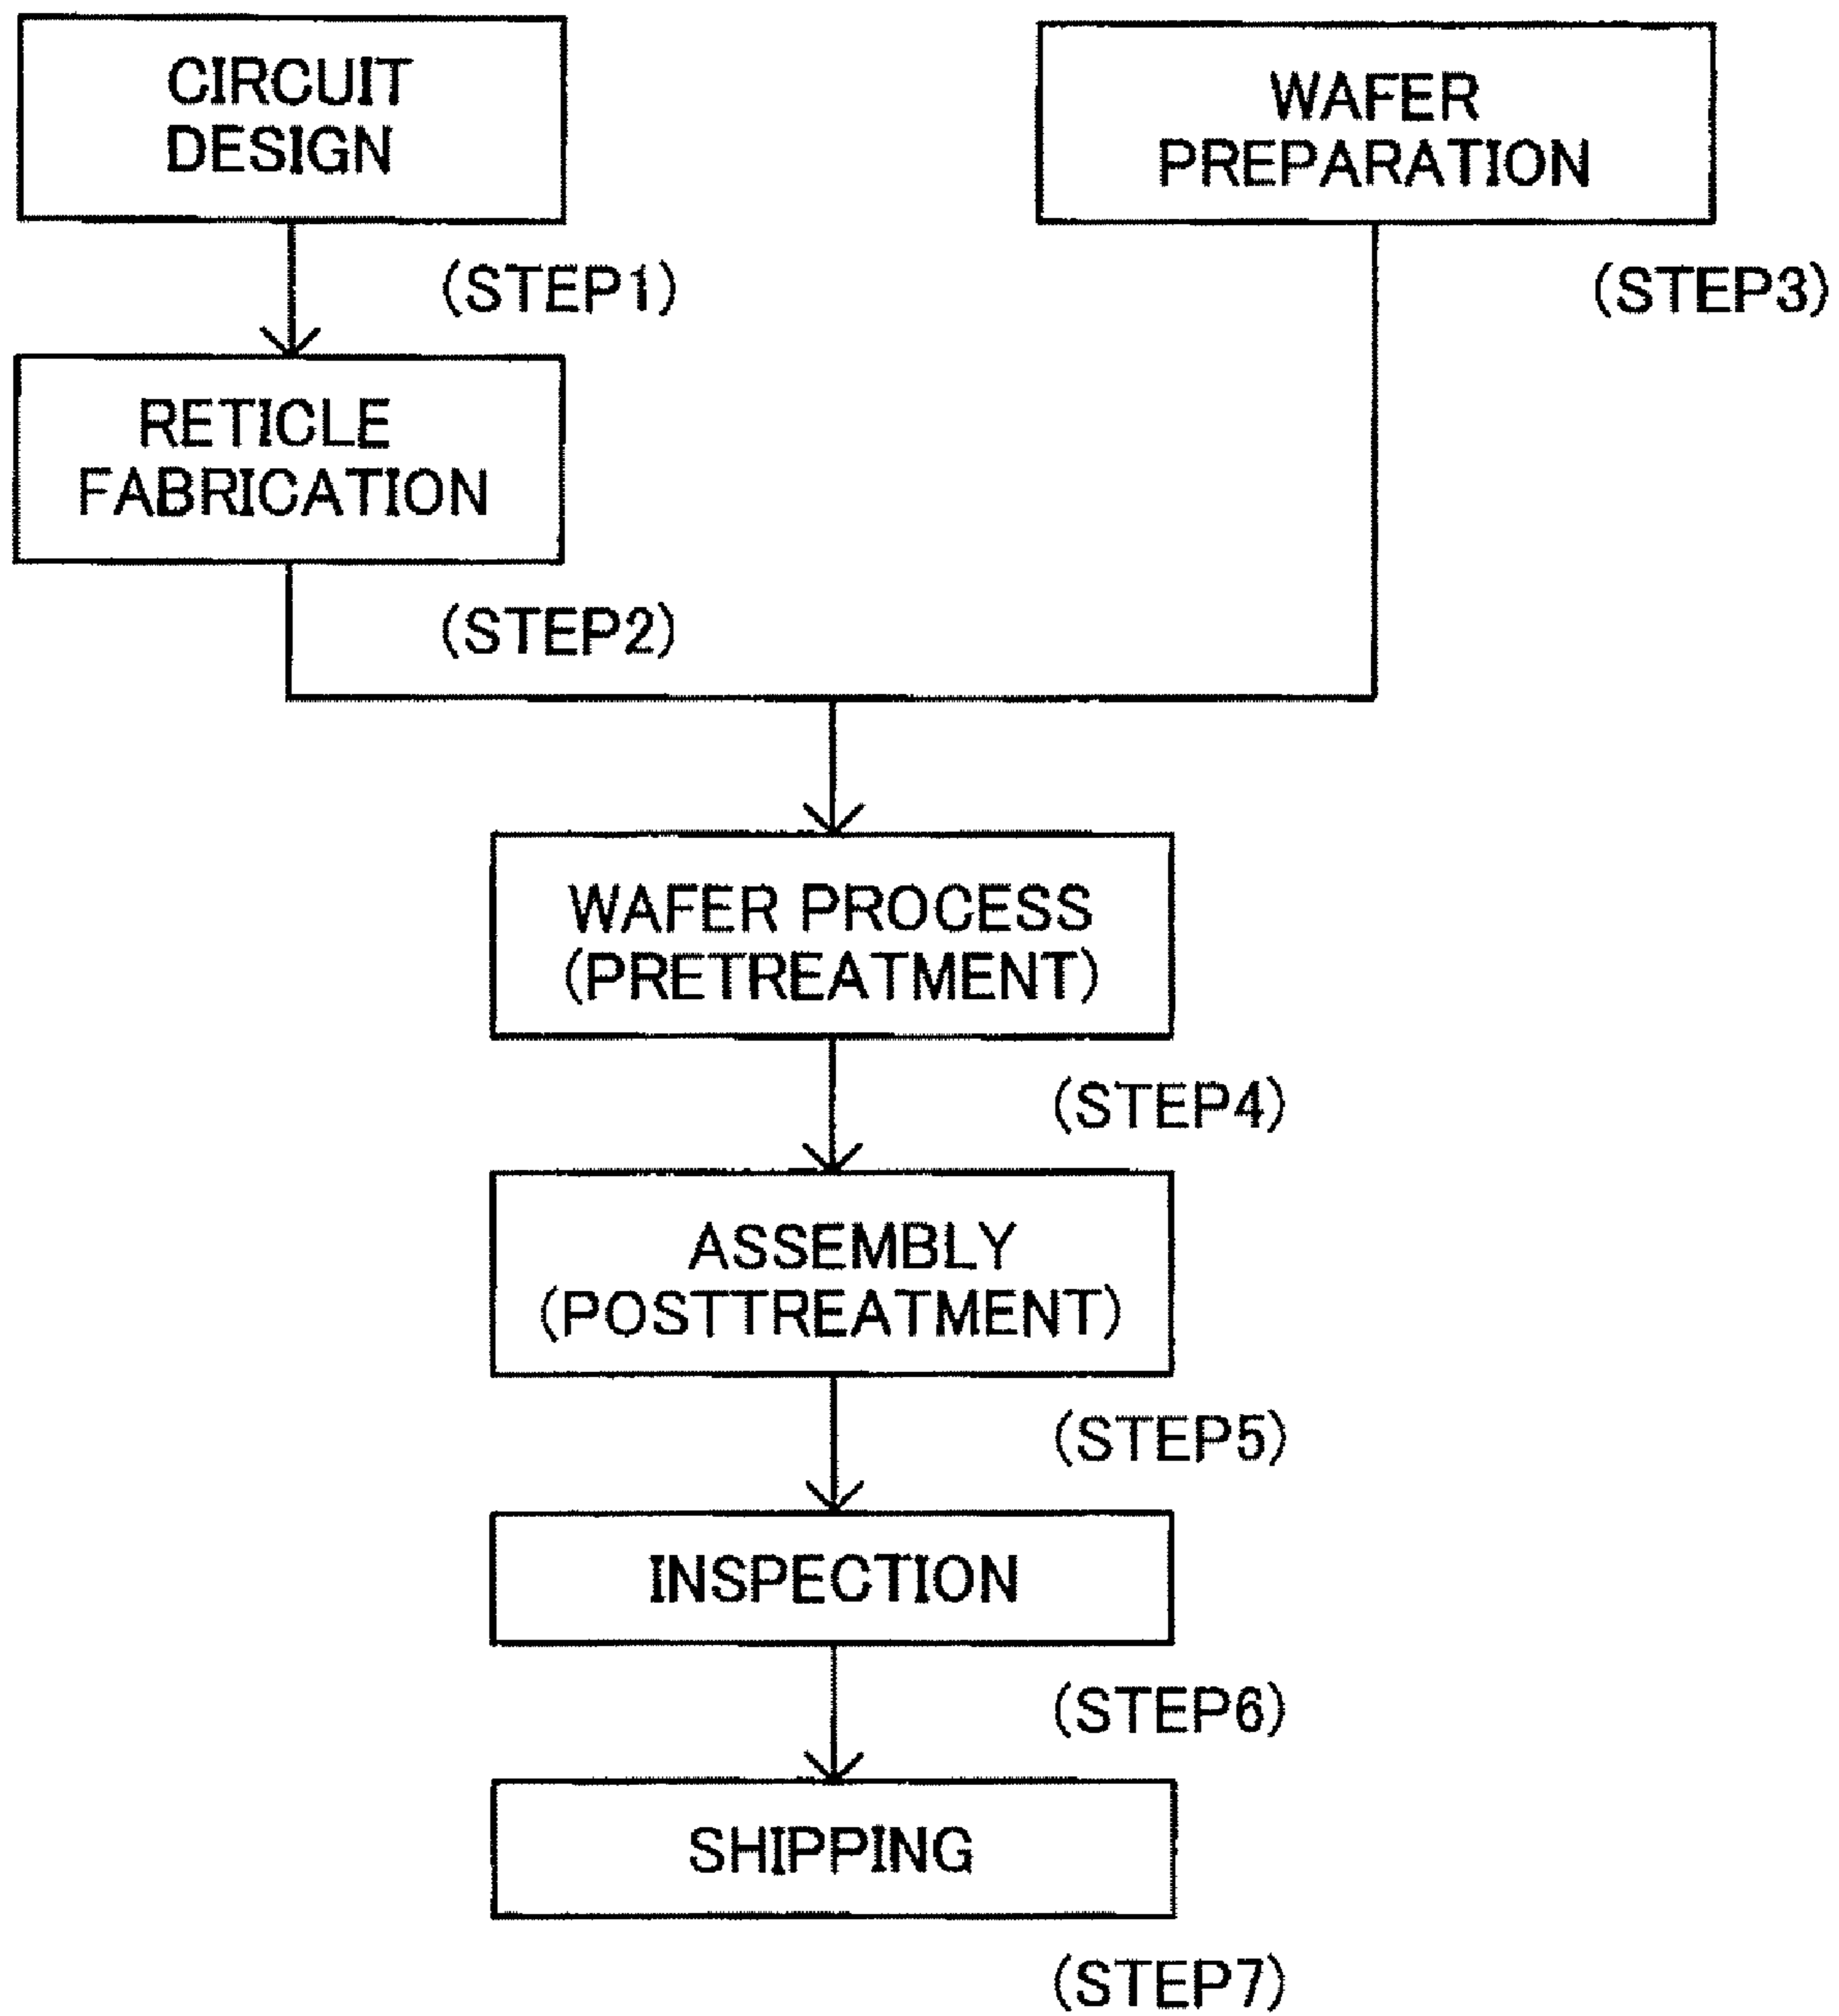 CIRCUIT
DESIGN
(STEP1)
RETICLE
FABRICATION
(STEP2)
WAFER
PREPARATION
(STEP3)
WAFER PROCESS
(PRETREATMENT)
(STEP4)
ASSEMBLY
(POSTTREATMENT)
(STEP5)
INSPECTION
(STEP6)
SHIPPING
(STEP7)